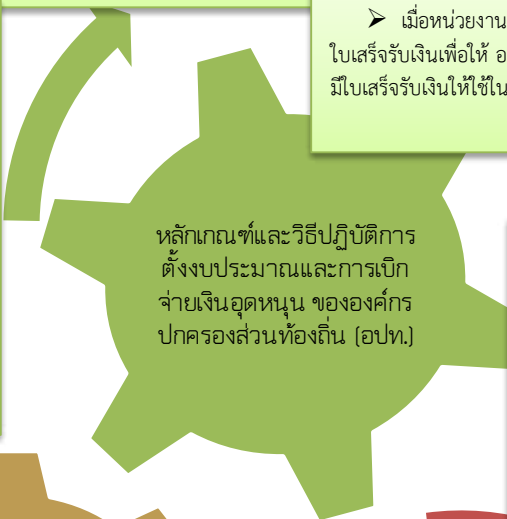 ➢ เมื่อหน่วยงาน
ใบเสร็จรับเงินเพื่อให้ อ
มีใบเสร็จรับเงินให้ใช้ใน
หลักเกณฑ์และวิธีปฏิบัติการ
ตั้งงบประมาณและการเบิก
จ่ายเงินอุดหนุน ขององค์กร
ปกครองส่วนท้องถิ่น (อปท.)